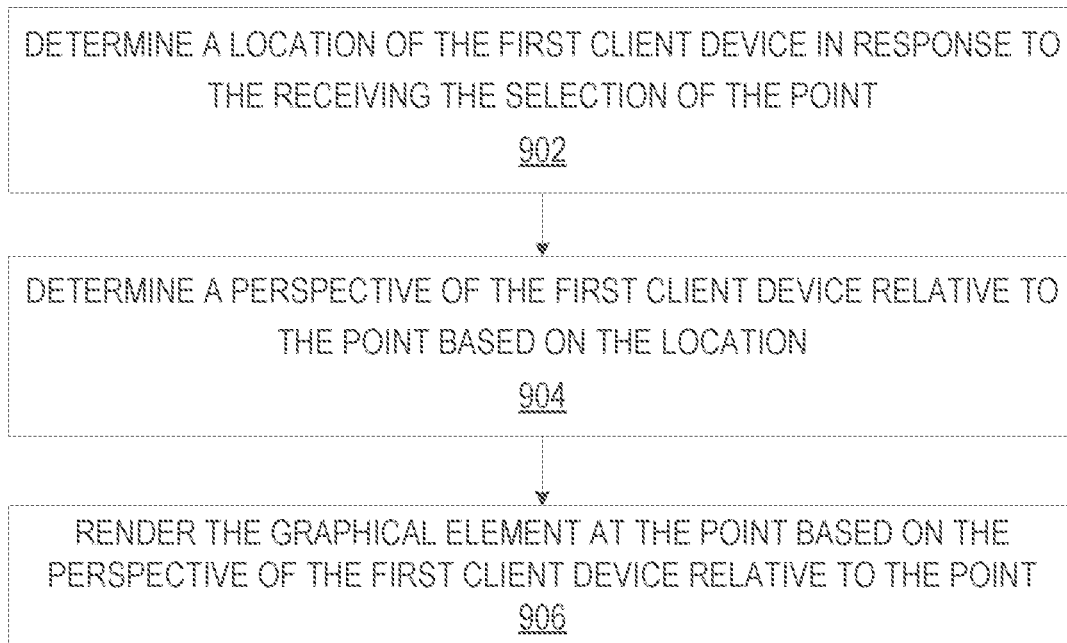 DETERMINE A LOCATION OF THE FIRST CLIENT DEVICE IN RESPONSE TO
THE RECEIVING THE SELECTION OF THE POINT
902
DETERMINE A PERSPECTIVE OF THE FIRST CLIENT DEVICE RELATIVE TO
THE POINT BASED ON THE LOCATION
904
RENDER THE GRAPHICAL ELEMENT AT THE POINT BASED ON THE
PERSPECTIVE OF THE FIRST CLIENT DEVICE RELATIVE TO THE POINT
906